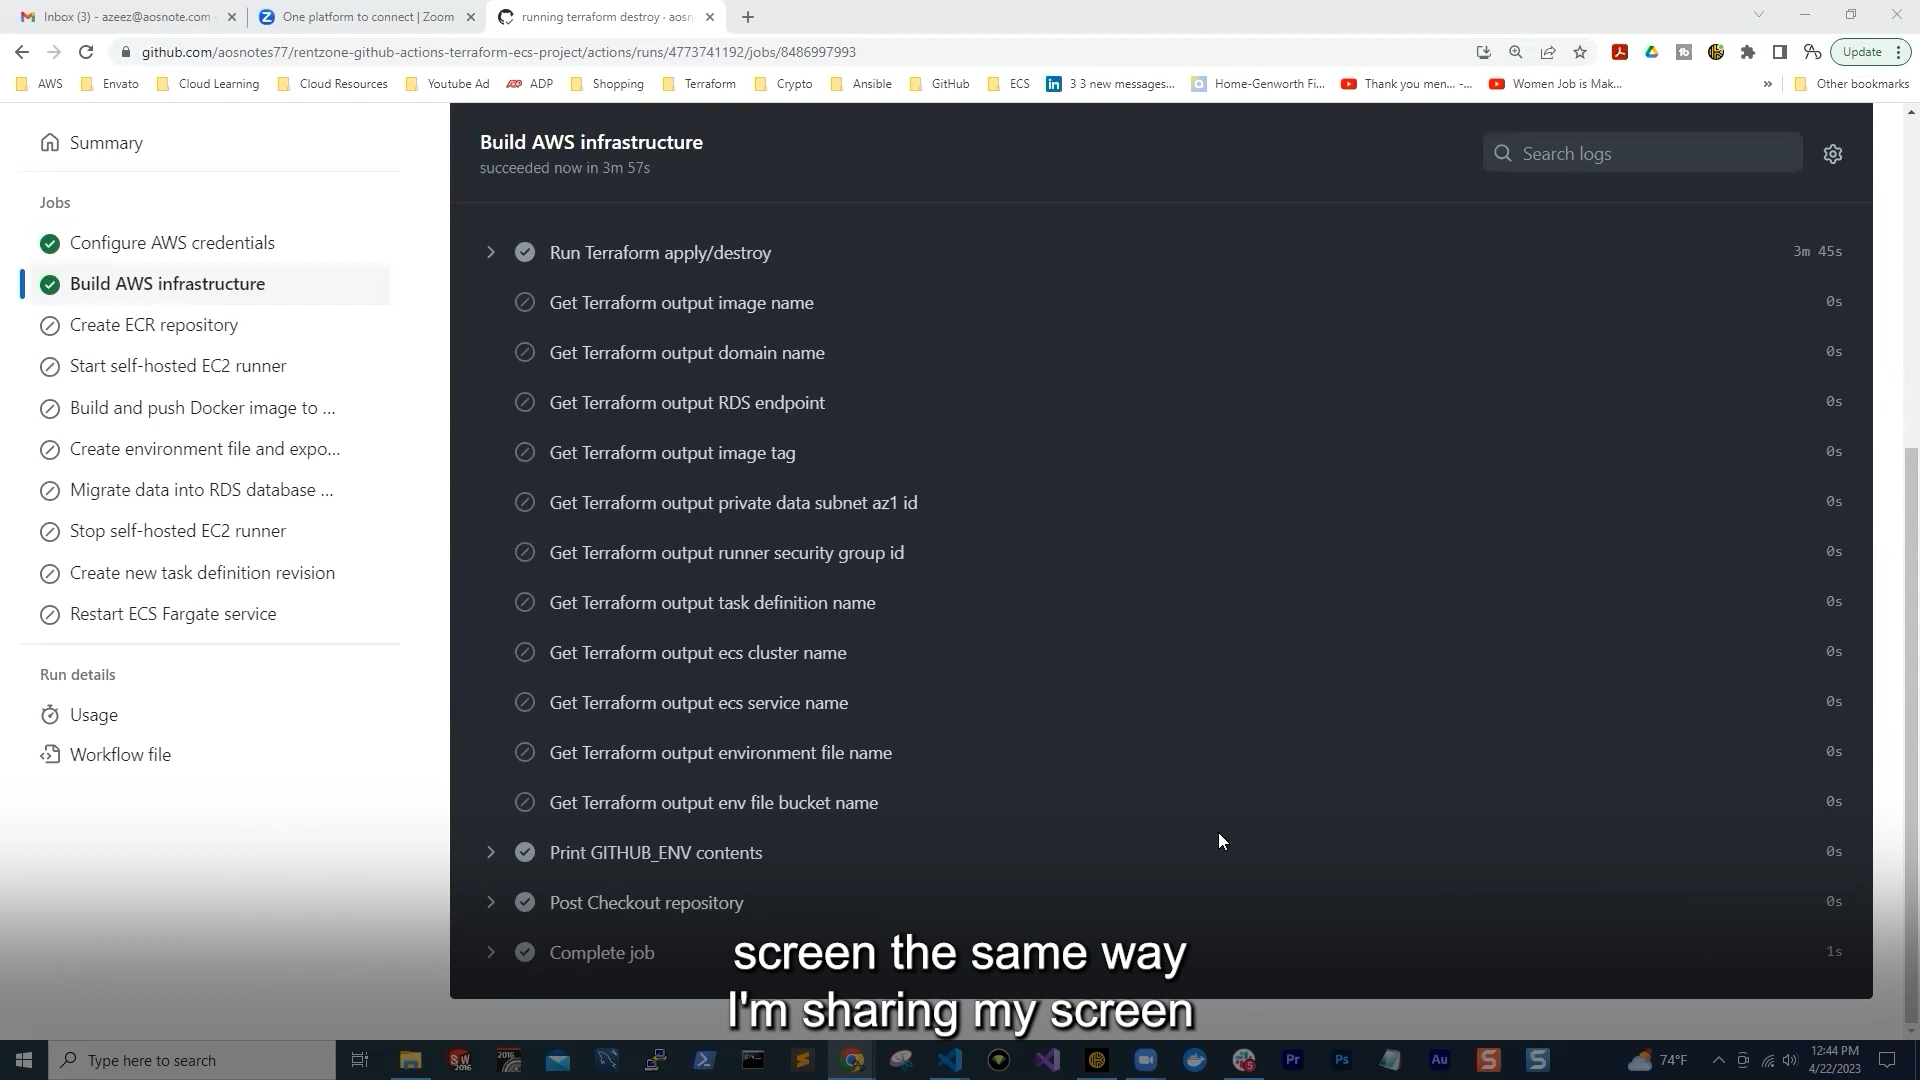 Inbox (3) - azeez@aosnote.com -
One platform to connect | Zoom
running terraform destroy · aosn
github.com/aosnotes77/rentzone-github-actions-terraform-ecs-project/actions/runs/4773741192/jobs/8486997993
Update
AWS
Envato
Cloud Learning
Cloud Resources
Youtube Ad
ADP
Shopping
Terraform
Crypto
Ansible
GitHub
ECS
3 3 new messages...
Home-Genworth Fi...
Thank you men... -...
Women Job is Mak...
»
Other bookmarks
Summary
Jobs
Configure AWS credentials
Build AWS infrastructure
Create ECR repository
Start self-hosted EC2 runner
Build and push Docker image to ...
Create environment file and expo...
Migrate data into RDS database ...
Stop self-hosted EC2 runner
Create new task definition revision
Restart ECS Fargate service
Run details
Usage
Workflow file
Build AWS infrastructure
succeeded now in 3m 57s
Search logs
Run Terraform apply/destroy 3m 45s
Get Terraform output image name 0s
Get Terraform output domain name 0s
Get Terraform output RDS endpoint 0s
Get Terraform output image tag 0s
Get Terraform output private data subnet az1 id 0s
Get Terraform output runner security group id 0s
Get Terraform output task definition name 0s
Get Terraform output ecs cluster name 0s
Get Terraform output ecs service name 0s
Get Terraform output environment file name 0s
Get Terraform output env file bucket name 0s
Print GITHUB_ENV contents 0s
Post Checkout repository 0s
Complete job 1s
screen the same way
I'm sharing my screen
Type here to search
74°F
12:44 PM
4/22/2023